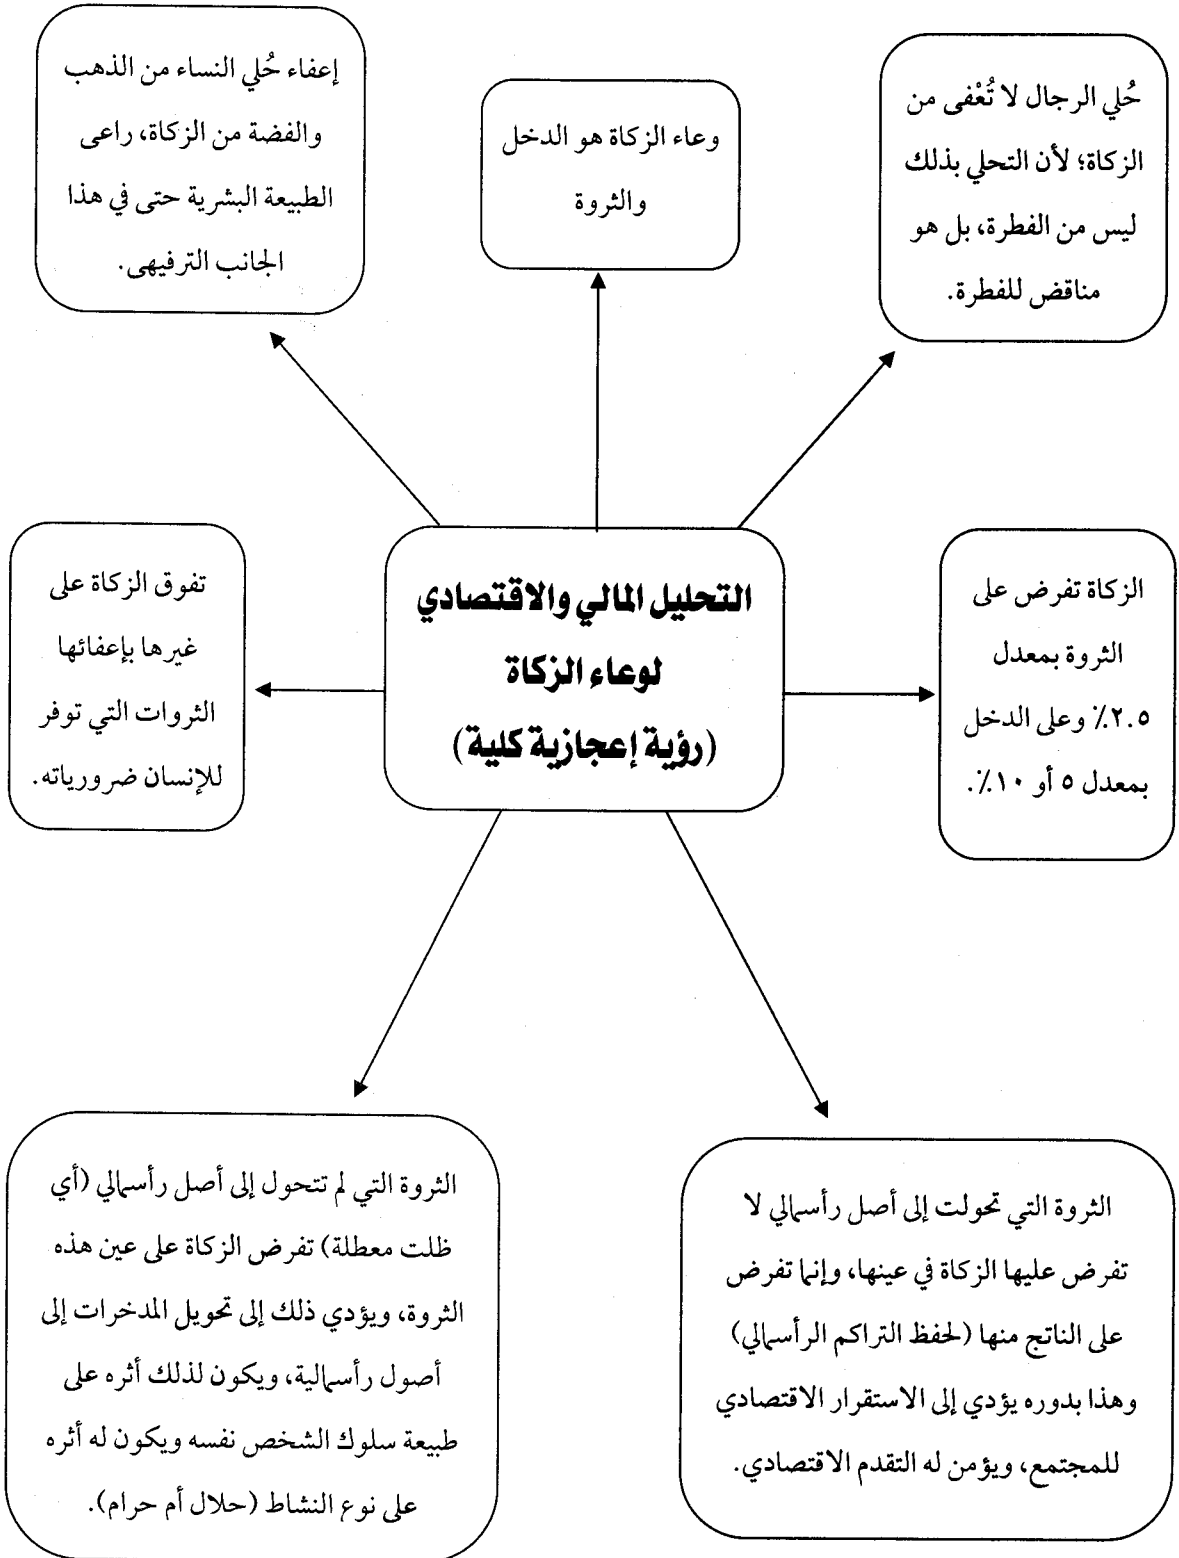 حُلي الرجال لا تُعْفى من
الزكاة؛ لأن التحلي بذلك
ليس من الفطرة، بل هو
مناقض للفطرة.
وعاء الزكاة هو الدخل
والثروة
إعفاء حُلي النساء من الذهب
والفضة من الزكاة، راعى
الطبيعة البشرية حتى في هذا
الجانب الترفيهى.
الزكاة تفرض على
الثروة بمعدل
٢.٥٪ وعلى الدخل
بمعدل ٥ أو ١٠٪.
التحليل المالي والاقتصادي
لوعاء الزكاة
(رؤية إعجازية كلية)
تفوق الزكاة على
غيرها بإعفائها
الثروات التي توفر
للإنسان ضرورياته.
الثروة التي تحولت إلى أصل رأسمالي لا
تفرض عليها الزكاة في عينها، وإنما تفرض
على الناتج منها (لحفظ التراكم الرأسمالي)
وهذا بدوره يؤدي إلى الاستقرار الاقتصادي
للمجتمع، ويؤمن له التقدم الاقتصادي.
الثروة التي لم تتحول إلى أصل رأسمالي (أي
ظلت معطلة) تفرض الزكاة على عين هذه
الثروة، ويؤدي ذلك إلى تحويل المدخرات إلى
أصول رأسمالية، ويكون لذلك أثره على
طبيعة سلوك الشخص نفسه ويكون له أثره
على نوع النشاط (حلال أم حرام).